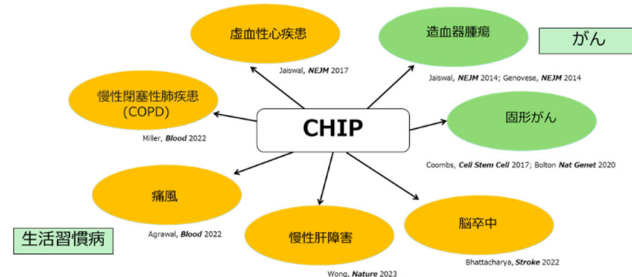 虚血性心疾患
Jaiswal, NEJM 2017
造血器腫瘍
Jaiswal, NEJM 2014; Genovese, NEJM 2014
がん
慢性閉塞性肺疾患
(COPD)
Miller, Blood 2022
CHIP
固形がん
Coombs, Cell Stem Cell 2017; Bolton Nat Genet 2020
痛風
Agrawal, Blood 2022
慢性肝障害
Wong, Nature 2023
脳卒中
Bhattacharya, Stroke 2022
生活習慣病